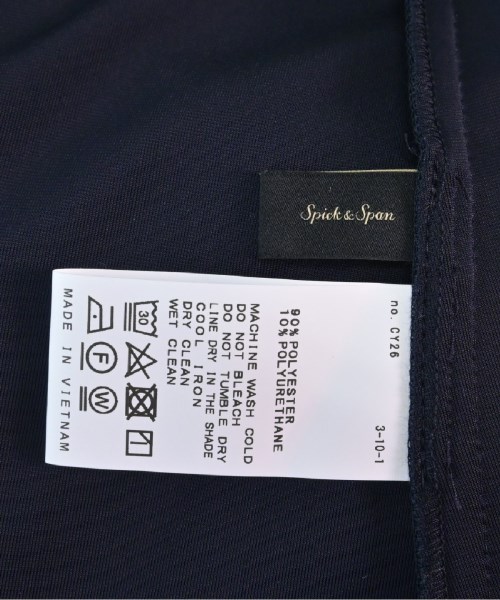 Spick & Span
no. CY26
3-10-1
90% POLYESTER
10% POLYURETHANE
MACHINE WASH COLD
DO NOT BLEACH
DO NOT TUMBLE DRY
LINE DRY IN THE SHADE
COOL IRON
DRY CLEAN
WET CLEAN
30
F W
MADE IN VIETNAM